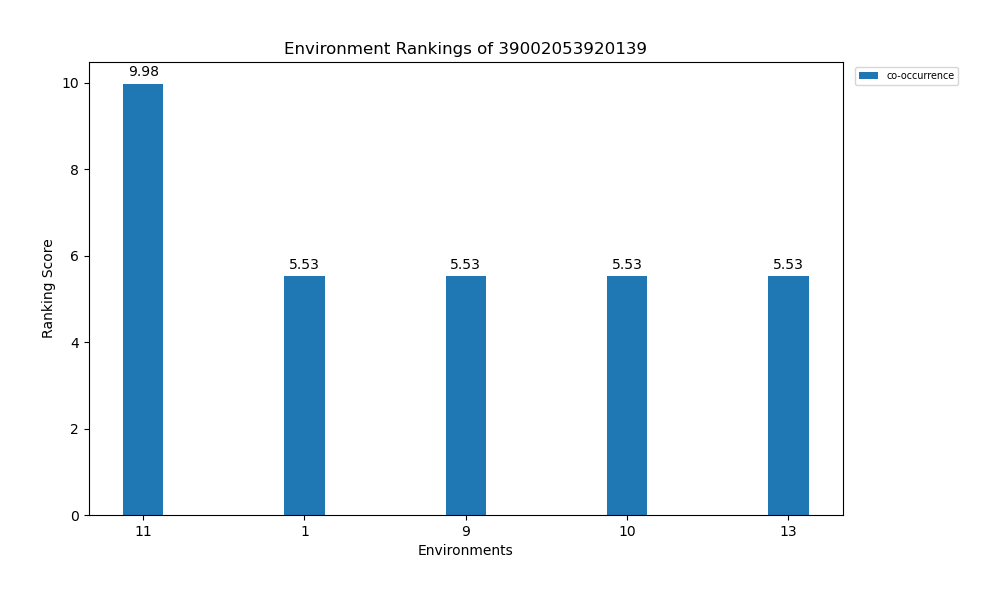 Environment Rankings of 39002053920139
co-occurrence
9.98
5.53
5.53
5.53
5.53
Ranking Score
10
8
6
4
2
0
11 1 9 10 13
Environments